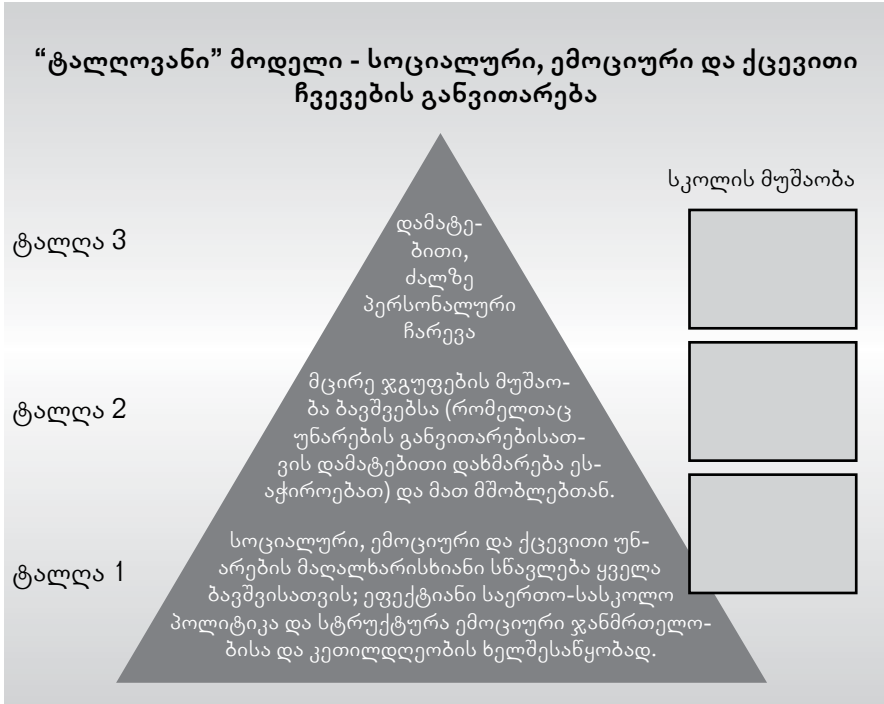 “ტალღოვანი” მოდელი - სოციალური, ემოციური და ქცევითი
ჩვევების განვითარება
სკოლის მუშაობა
ტალღა 3
დამატე-
ბითი,
ძალზე
პერსონალური
ჩარევა
ტალღა 2
მცირე ჯგუფების მუშაო-
ბა ბავშვებსა (რომელთაც
უნარების განვითარებისათ-
ვის დამატებითი დახმარება ეს-
აჭიროებათ) და მათ მშობლებთან.
ტალღა 1
სოციალური, ემოციური და ქცევითი უნ-
არების მაღალხარისხიანი სწავლება ყველა
ბავშვისათვის; ეფექტიანი საერთო-სასკოლო
პოლიტიკა და სტრუქტურა ემოციური ჯანმრთელო-
ბისა და კეთილდღეობის ხელშესაწყობად.